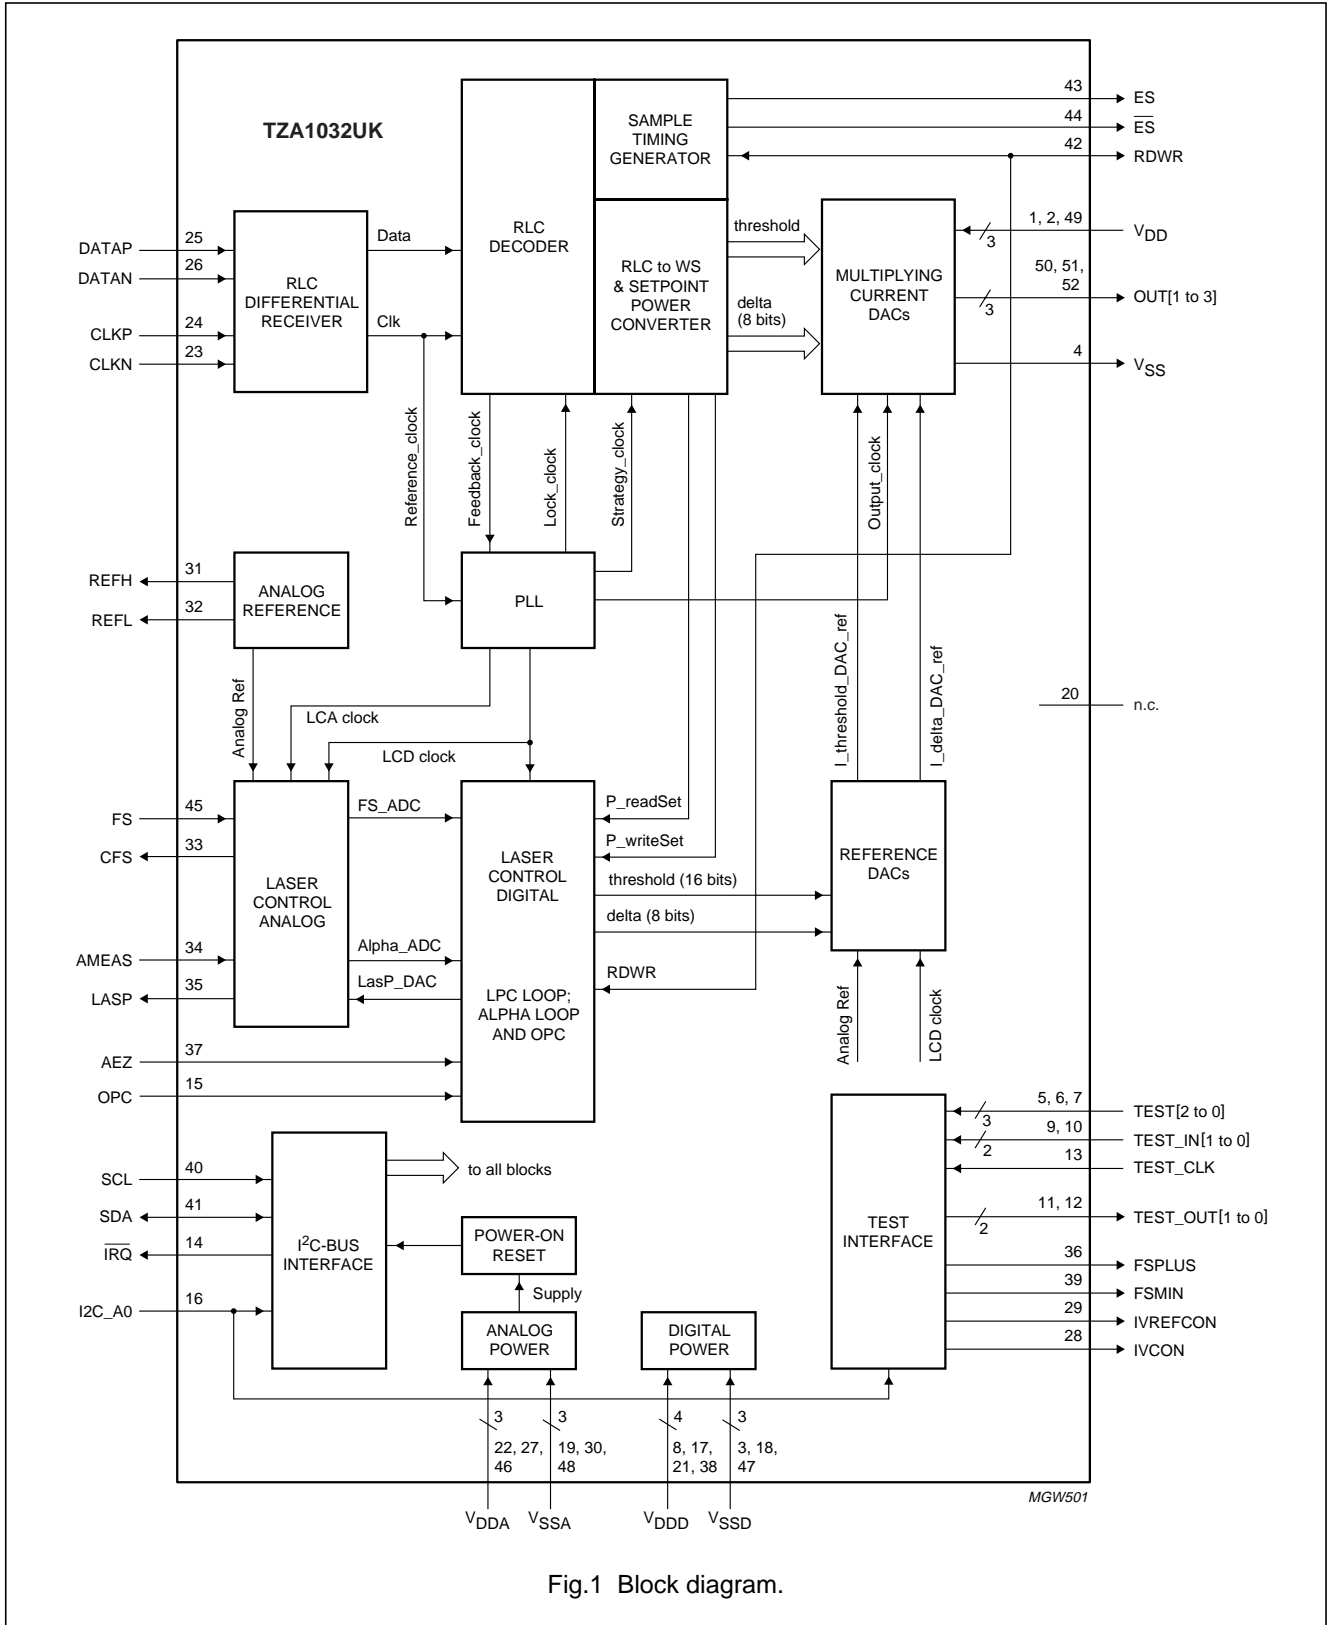 TZA1032UK
SAMPLE
TIMING
GENERATOR
43
ES
44
E̅S̅
42
RDWR
DATAP
25
DATAN
26
CLKP
24
CLKN
23
RLC
DIFFERENTIAL
RECEIVER
Data
Clk
RLC
DECODER
RLC to WS
& SETPOINT
POWER
CONVERTER
threshold
delta
(8 bits)
MULTIPLYING
CURRENT
DACs
1, 2, 49
3
VDD
50, 51,
52
3
OUT[1 to 3]
4
VSS
Reference_clock
Feedback_clock
Lock_clock
Strategy_clock
Output_clock
REFH
31
REFL
32
ANALOG
REFERENCE
PLL
Analog Ref
LCA clock
LCD clock
I_threshold_DAC_ref
I_delta_DAC_ref
20
n.c.
FS
45
CFS
33
AMEAS
34
LASP
35
AEZ
37
OPC
15
LASER
CONTROL
ANALOG
FS_ADC
Alpha_ADC
LasP_DAC
LASER
CONTROL
DIGITAL
LPC LOOP;
ALPHA LOOP
AND OPC
P_readSet
P_writeSet
threshold (16 bits)
delta (8 bits)
RDWR
REFERENCE
DACs
Analog Ref
LCD clock
SCL
40
SDA
41
I̅R̅Q̅
14
I2C_A0
16
I²C-BUS
INTERFACE
to all blocks
POWER-ON
RESET
Supply
ANALOG
POWER
DIGITAL
POWER
TEST
INTERFACE
5, 6, 7
3
TEST[2 to 0]
9, 10
2
TEST_IN[1 to 0]
13
TEST_CLK
11, 12
2
TEST_OUT[1 to 0]
36
FSPLUS
39
FSMIN
29
IVREFCON
28
IVCON
3
22, 27,
46
3
19, 30,
48
4
8, 17,
21, 38
3
3, 18,
47
VDDA
VSSA
VDDD
VSSD
MGW501
Fig.1 Block diagram.